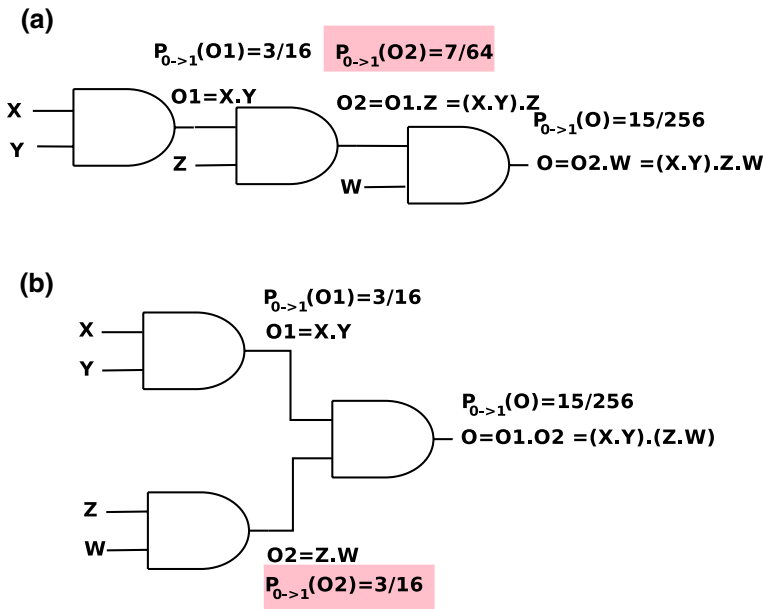 (a)
P0->1(O1)=3/16 P0->1(O2)=7/64
X
O1=X.Y
O2=O1.Z =(X.Y).Z
P0->1(O)=15/256
Y
Z
O=O2.W =(X.Y).Z.W
W
(b)
P0->1(O1)=3/16
X
O1=X.Y
Y
P0->1(O)=15/256
O=O1.O2 =(X.Y).(Z.W)
Z
W
O2=Z.W
P0->1(O2)=3/16